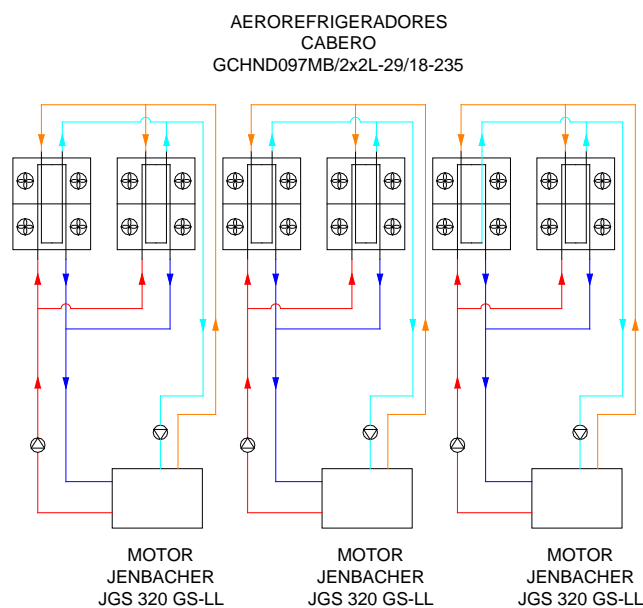 AEROREFRIGERADORES
CABERO
GCHND097MB/2x2L-29/18-235
MOTOR
JENBACHER
JGS 320 GS-LL
MOTOR
JENBACHER
JGS 320 GS-LL
MOTOR
JENBACHER
JGS 320 GS-LL